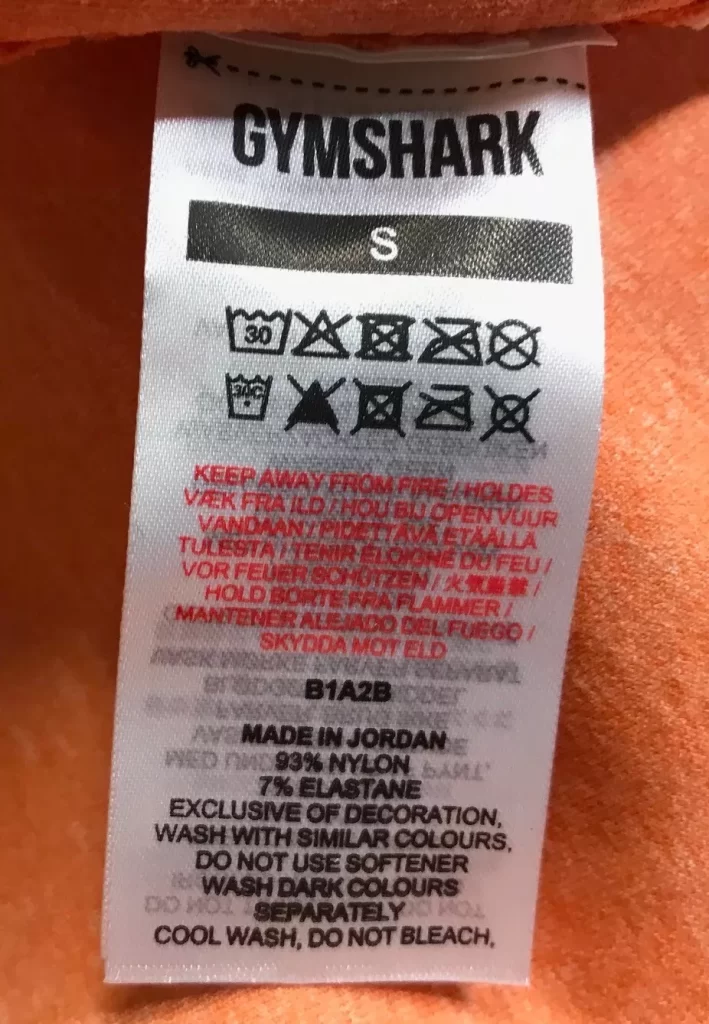 GYMSHARK
S
30
30C
KEEP AWAY FROM FIRE / HOLDES
VÆK FRA ILD / HOU BIJ OPEN VUUR
VANDAAN / PIDETTÄVÄ ETÄÄLLÄ
TULESTA / TENIR ÉLOIGNÉ DU FEU /
VOR FEUER SCHÜTZEN / 火気厳禁 /
HOLD BORTE FRA FLAMMER /
MANTENER ALEJADO DEL FUEGO /
SKYDDA MOT ELD
B1A2B
MADE IN JORDAN
93% NYLON
7% ELASTANE
EXCLUSIVE OF DECORATION,
WASH WITH SIMILAR COLOURS,
DO NOT USE SOFTENER
WASH DARK COLOURS
SEPARATELY
COOL WASH, DO NOT BLEACH,